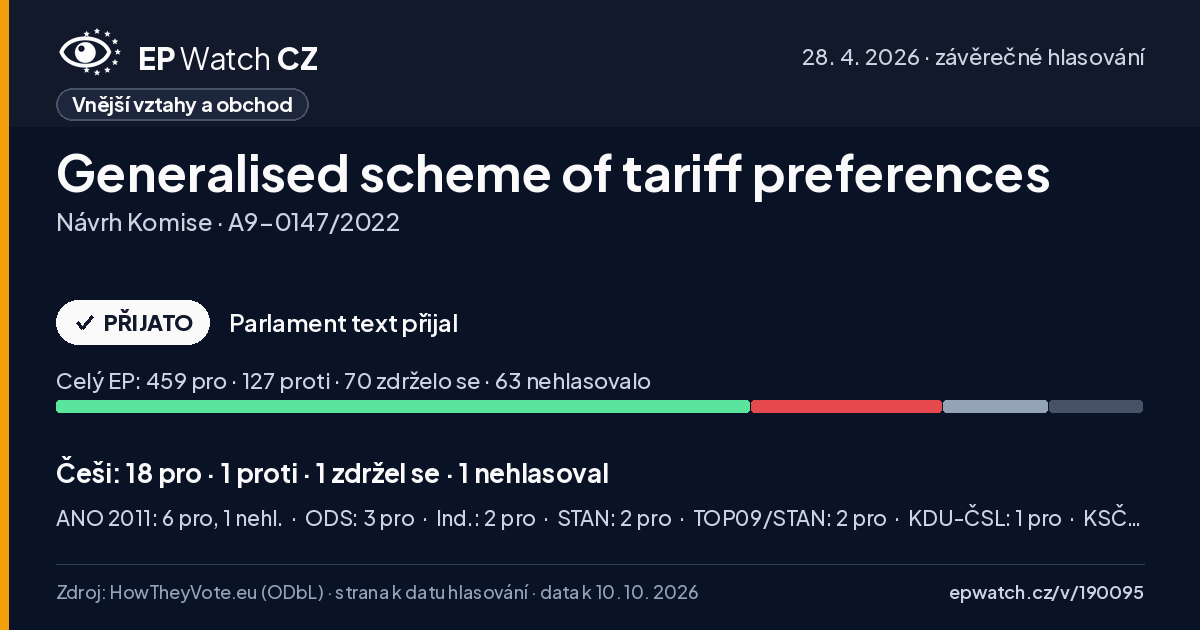 EP Watch CZ
28. 4. 2026 · závěrečné hlasování
Vnější vztahy a obchod
Generalised scheme of tariff preferences
Návrh Komise · A9-0147/2022
✓ PŘIJATO Parlament text přijal
Celý EP: 459 pro · 127 proti · 70 zdrželo se · 63 nehlasovalo
Češi: 18 pro · 1 proti · 1 zdržel se · 1 nehlasoval
ANO 2011: 6 pro, 1 nehl. · ODS: 3 pro · Ind.: 2 pro · STAN: 2 pro · TOP09/STAN: 2 pro · KDU-ČSL: 1 pro · KSČ…
Zdroj: HowTheyVote.eu (ODbL) · strana k datu hlasování · data k 10. 10. 2026
epwatch.cz/v/190095